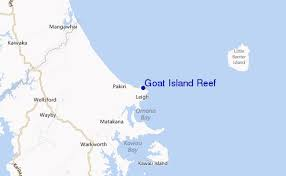 Mangawhai
Kaiwaka
Little
Barrier
Island
Goat Island Reef
Pakiri
Leigh
Wellsford
Omaha
Bay
Wayby
Matakana
Kawau
Bay
Warkworth
Kawau Island